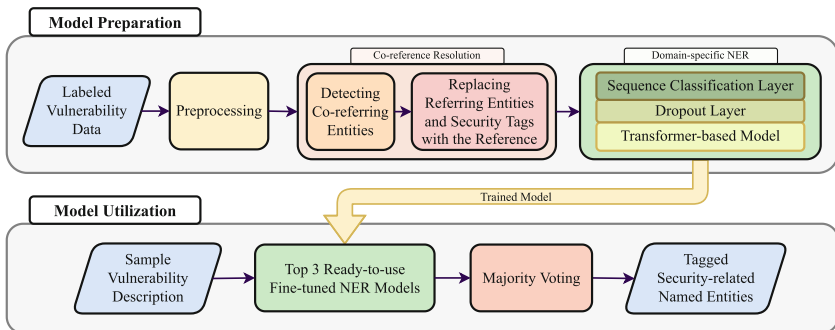 Model Preparation
Co-reference Resolution
Domain-specific NER
Labeled
Vulnerability
Data
Preprocessing
Detecting
Co-referring
Entities
Replacing
Referring Entities
and Security Tags
with the Reference
Sequence Classification Layer
Dropout Layer
Transformer-based Model
Trained Model
Model Utilization
Sample
Vulnerability
Description
Top 3 Ready-to-use
Fine-tuned NER Models
Majority Voting
Tagged
Security-related
Named Entities